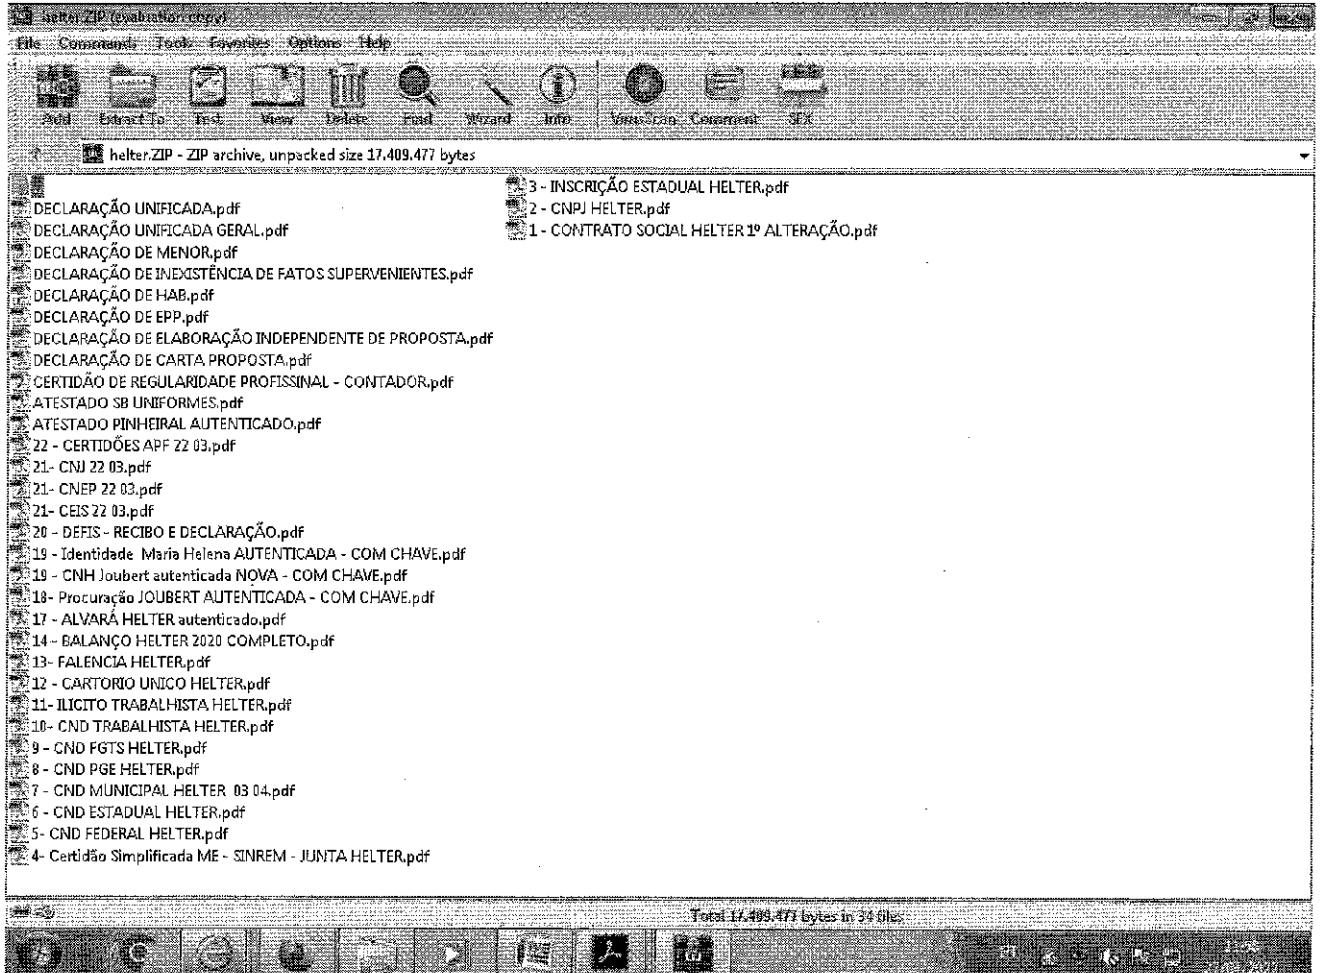 helter.ZIP (evaluation copy)
File Commands Tools Favorites Options Help
Add Extract To Test View Delete Find Wizard Info VirusScan Comment SFX
helter.ZIP - ZIP archive, unpacked size 17.409.477 bytes
DECLARAÇÃO UNIFICADA.pdf
DECLARAÇÃO UNIFICADA GERAL.pdf
DECLARAÇÃO DE MENOR.pdf
DECLARAÇÃO DE INEXISTÊNCIA DE FATOS SUPERVENIENTES.pdf
DECLARAÇÃO DE HAB.pdf
DECLARAÇÃO DE EPP.pdf
DECLARAÇÃO DE ELABORAÇÃO INDEPENDENTE DE PROPOSTA.pdf
DECLARAÇÃO DE CARTA PROPOSTA.pdf
CERTIDÃO DE REGULARIDADE PROFISSINAL - CONTADOR.pdf
ATESTADO SB UNIFORMES.pdf
ATESTADO PINHEIRAL AUTENTICADO.pdf
22 - CERTIDÕES APF 22 03.pdf
21- CNJ 22 03.pdf
21- CNEP 22 03.pdf
21- CEIS 22 03.pdf
20 - DEFIS - RECIBO E DECLARAÇÃO.pdf
19 - Identidade Maria Helena AUTENTICADA - COM CHAVE.pdf
19 - CNH Joubert autenticada NOVA - COM CHAVE.pdf
18- Procuração JOUBERT AUTENTICADA - COM CHAVE.pdf
17 - ALVARÁ HELTER autenticado.pdf
14 - BALANÇO HELTER 2020 COMPLETO.pdf
13- FALENCIA HELTER.pdf
12 - CARTORIO UNICO HELTER.pdf
11- ILICITO TRABALHISTA HELTER.pdf
10- CND TRABALHISTA HELTER.pdf
9 - CND FGTS HELTER.pdf
8 - CND PGE HELTER.pdf
7 - CND MUNICIPAL HELTER 03 04.pdf
6 - CND ESTADUAL HELTER.pdf
5- CND FEDERAL HELTER.pdf
4- Certidão Simplificada ME - SINREM - JUNTA HELTER.pdf
3 - INSCRIÇÃO ESTADUAL HELTER.pdf
2 - CNPJ HELTER.pdf
1 - CONTRATO SOCIAL HELTER 1º ALTERAÇÃO.pdf
Total 17.409.477 bytes in 34 files